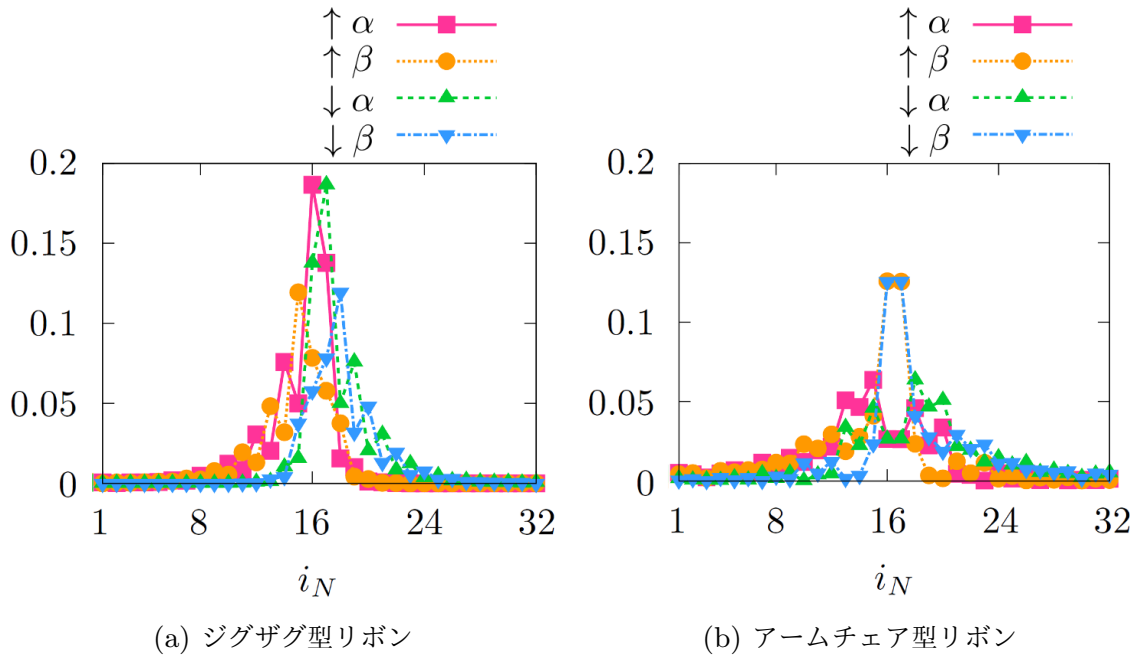 ↑ α
↑ β
↓ α
↓ β
0.2
0.15
0.1
0.05
0
1 8 16 24 32
i_N
(a) ジグザグ型リボン
↑ α
↑ β
↓ α
↓ β
0.2
0.15
0.1
0.05
0
1 8 16 24 32
i_N
(b) アームチェア型リボン